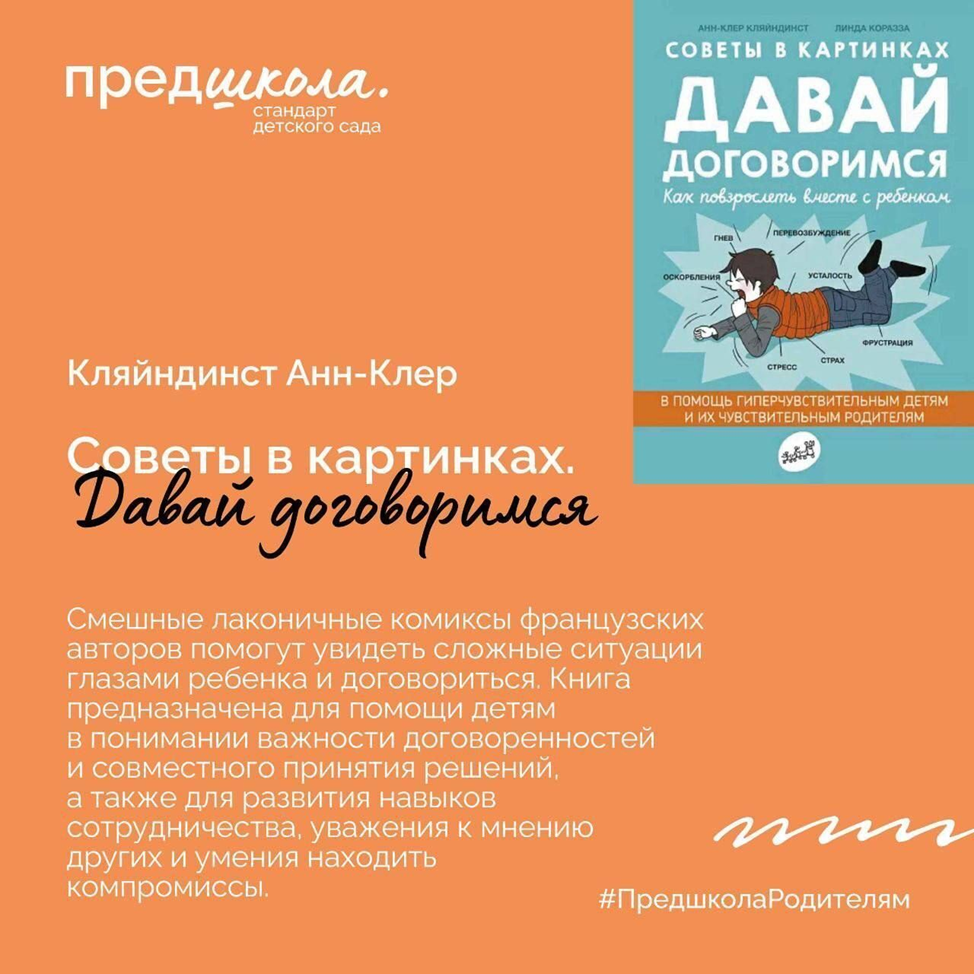 предшкола.
стандарт
детского сада
АНН-КЛЕР КЛЯЙНДИНСТ ЛИНДА КОРАЗЗА
СОВЕТЫ В КАРТИНКАХ
ДАВАЙ
ДОГОВОРИМСЯ
Как повзрослеть вместе с ребенком
ГНЕВ
ПЕРЕВОЗБУЖДЕНИЕ
ОСКОРБЛЕНИЯ
УСТАЛОСТЬ
ФРУСТРАЦИЯ
СТРАХ
СТРЕСС
В ПОМОЩЬ ГИПЕРЧУВСТВИТЕЛЬНЫМ ДЕТЯМ
И ИХ ЧУВСТВИТЕЛЬНЫМ РОДИТЕЛЯМ
Кляйндинст Анн-Клер
Советы в картинках.
Давай договоримся
Смешные лаконичные комиксы французских
авторов помогут увидеть сложные ситуации
глазами ребенка и договориться. Книга
предназначена для помощи детям
в понимании важности договоренностей
и совместного принятия решений,
а также для развития навыков
сотрудничества, уважения к мнению
других и умения находить
компромиссы.
#ПредшколаРодителям